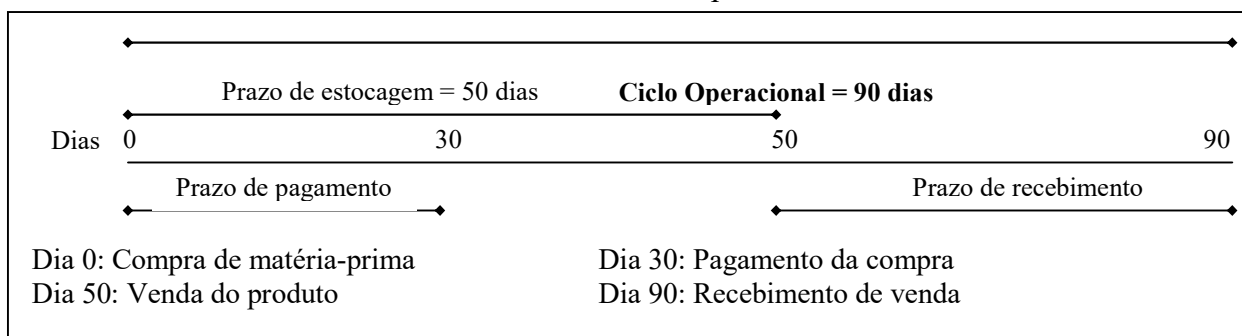 Prazo de estocagem = 50 dias Ciclo Operacional = 90 dias
Dias 0 30 50 90
Prazo de pagamento Prazo de recebimento
Dia 0: Compra de matéria-prima Dia 30: Pagamento da compra
Dia 50: Venda do produto Dia 90: Recebimento de venda